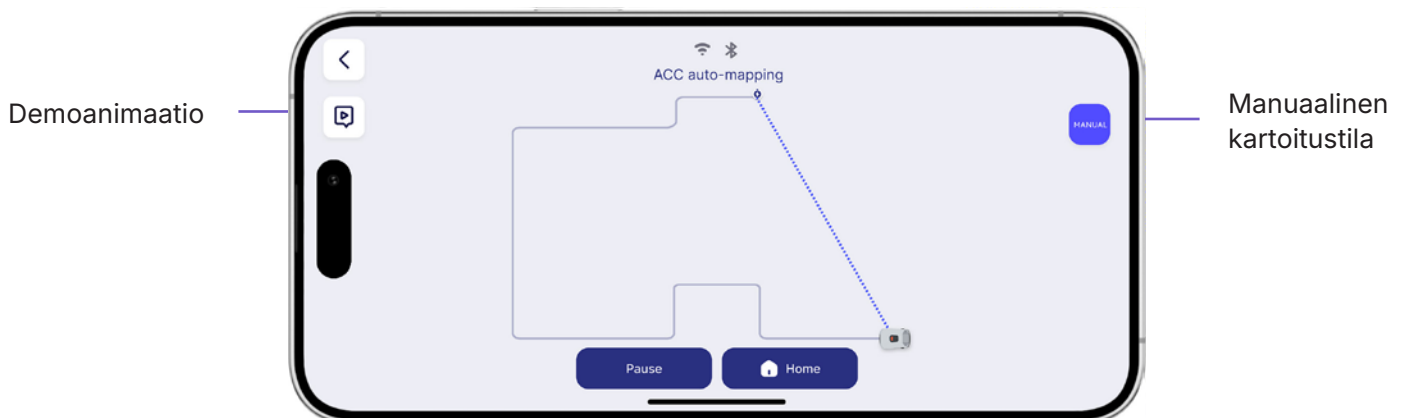 ACC auto-mapping
Demoanimaatio
MANUAL
Manuaalinen
kartoitustila
Pause
Home